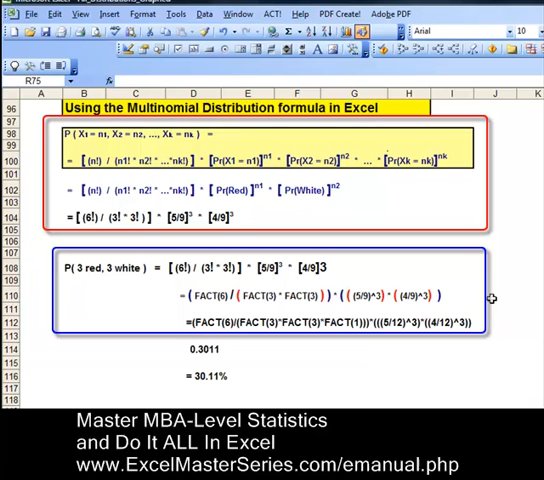 File Edit View Insert Format Tools Data Window ACT! Help PDF Create! Adobe PDF
Arial 10
R75
A B C D E F G H I J K
96 Using the Multinomial Distribution formula in Excel
97
98 P ( X1 = n1, X2 = n2, ..., Xk = nk ) =
100 = [ (n!) / (n1! * n2! * ...*nk!) ] * [Pr(X1 = n1)]n1 * [Pr(X2 = n2)]n2 * ... * [Pr(Xk = nk)]nk
101
102 = [ (n!) / (n1! * n2! * ...*nk!) ] * [ Pr(Red) ]n1 * [ Pr(White) ]n2
103
104 = [ (6!) / (3! * 3! ) ] * [5/9]3 * [4/9]3
105
106
107
108 P( 3 red, 3 white ) = [ (6!) / (3! * 3!) ] * [5/9]3 * [4/9]3
109
110 = ( FACT(6) / ( FACT(3) * FACT(3) ) ) * ( ( (5/9)^3 ) * ( (4/9)^3 ) )
111
112 =(FACT(6)/(FACT(3)*FACT(3)*FACT(1)))*(((5/12)^3)*((4/12)^3))
113
114 0.3011
115
116 = 30.11%
117
118
Master MBA-Level Statistics
and Do It ALL In Excel
www.ExcelMasterSeries.com/emanual.php